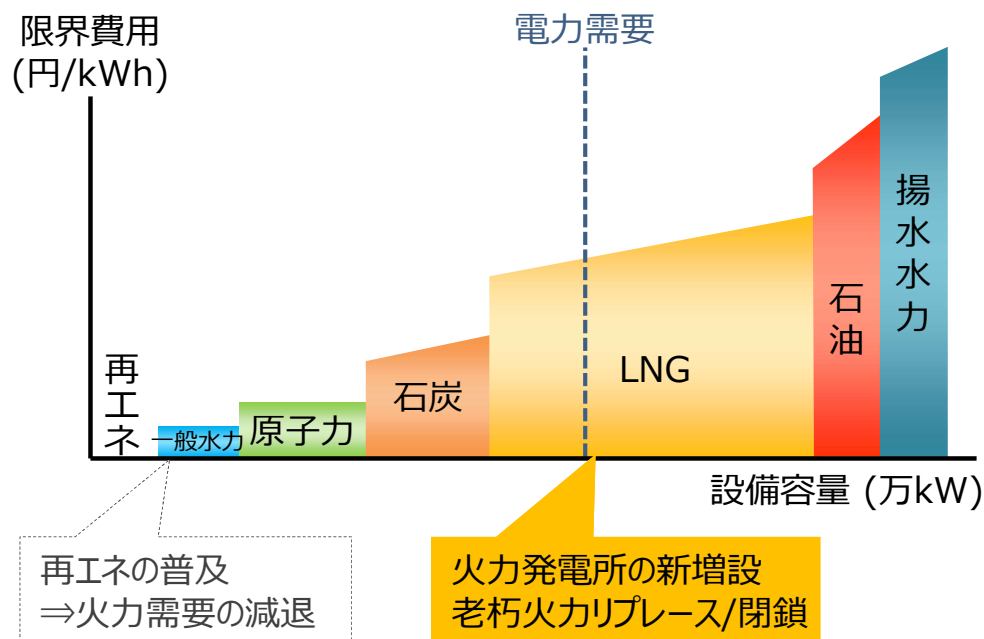 限界費用
(円/kWh)
電力需要
再エネ
一般水力
原子力
石炭
LNG
石油
揚水水力
設備容量 (万kW)
再エネの普及
⇒火力需要の減退
火力発電所の新増設
老朽火力リプレース/閉鎖